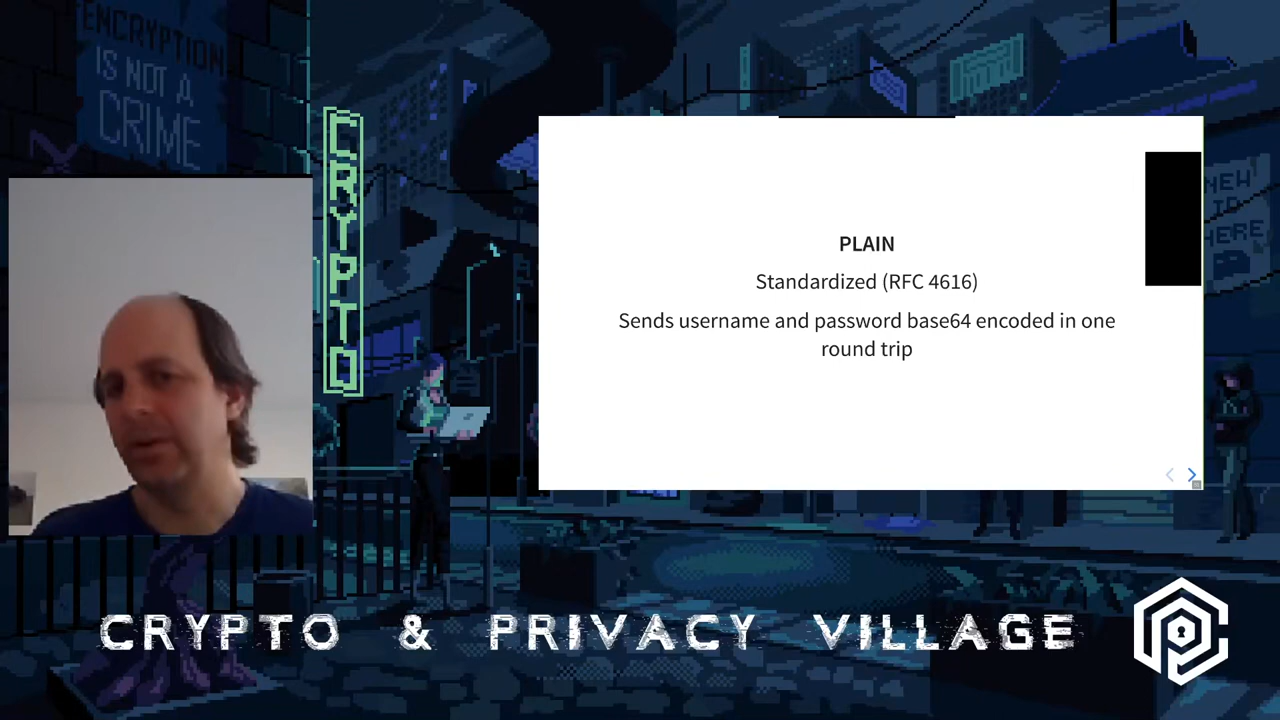 ENCRYPTION
IS NOT A
CRIME
CRYPTO
PLAIN
Standardized (RFC 4616)
Sends username and password base64 encoded in one
round trip
NEW
TO
HERE
CRYPTO & PRIVACY VILLAGE